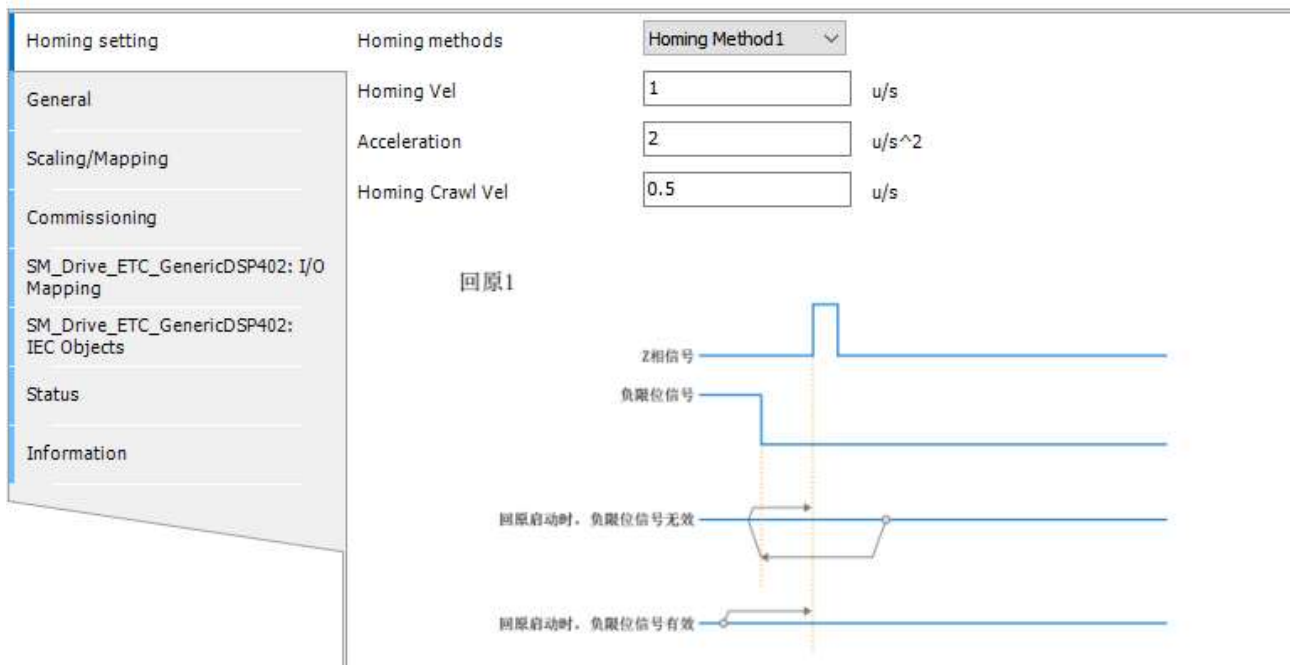 Homing setting
General
Scaling/Mapping
Commissioning
SM_Drive_ETC_GenericDSP402: I/O
Mapping
SM_Drive_ETC_GenericDSP402:
IEC Objects
Status
Information
Homing methods Homing Method1
Homing Vel 1 u/s
Acceleration 2 u/s^2
Homing Crawl Vel 0.5 u/s
回原1
Z相信号
负限位信号
回原启动时，负限位信号无效
回原启动时，负限位信号有效